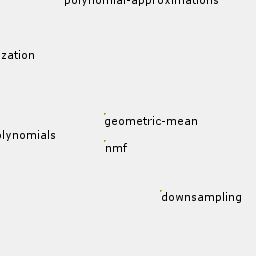 polynomial-approximations
zation
geometric-mean
olynomials
nmf
downsampling